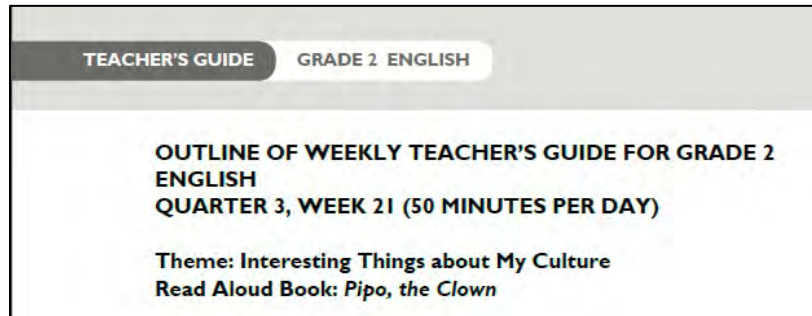 TEACHER'S GUIDE GRADE 2 ENGLISH
OUTLINE OF WEEKLY TEACHER'S GUIDE FOR GRADE 2
ENGLISH
QUARTER 3, WEEK 21 (50 MINUTES PER DAY)
Theme: Interesting Things about My Culture
Read Aloud Book: Pipo, the Clown